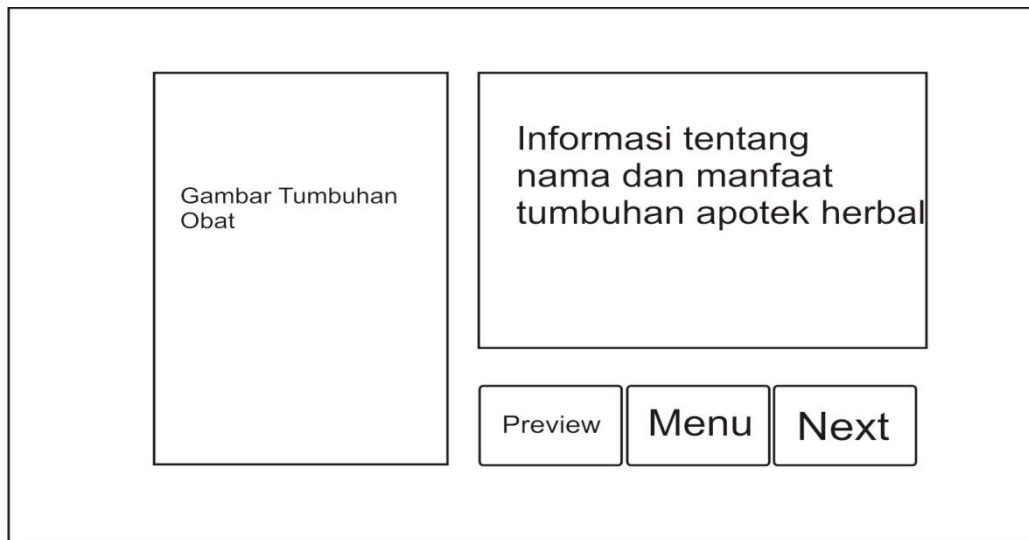 Gambar Tumbuhan
Obat
Informasi tentang
nama dan manfaat
tumbuhan apotek herbal
Preview
Menu
Next